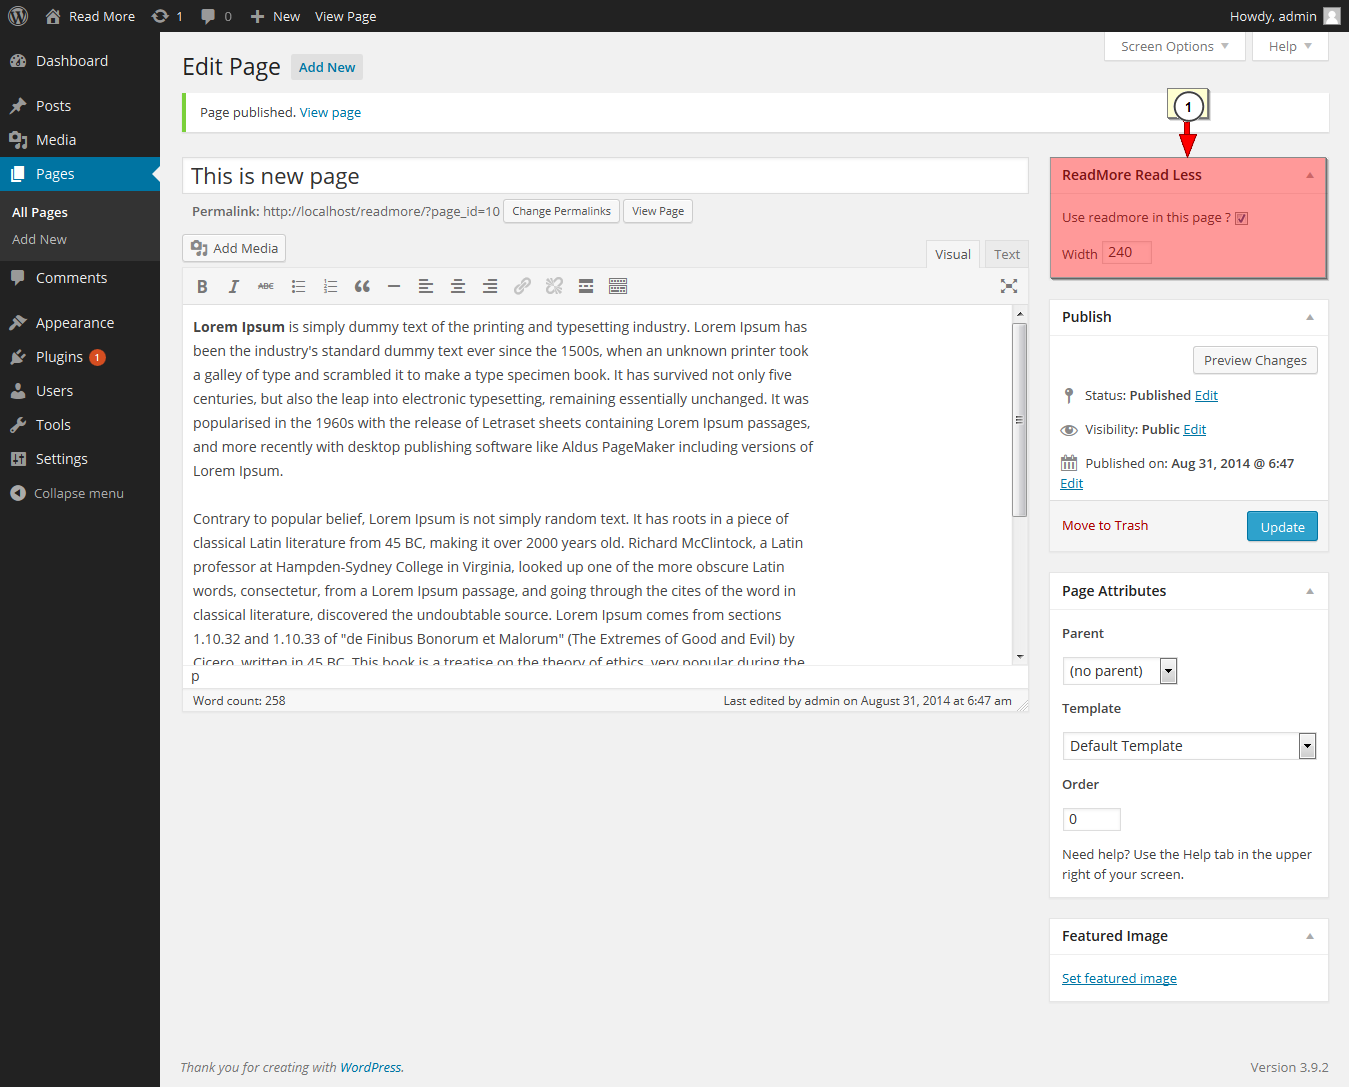 Read More 1 0 New View Page Howdy, admin
Dashboard
Posts
Media
Pages
All Pages
Add New
Comments
Appearance
Plugins 1
Users
Tools
Settings
Collapse menu
Screen Options Help
Edit Page Add New
Page published. View page
This is new page
Permalink: http://localhost/readmore/?page_id=10 Change Permalinks View Page
Add Media
Visual Text
B I ABC
Lorem Ipsum is simply dummy text of the printing and typesetting industry. Lorem Ipsum has
been the industry's standard dummy text ever since the 1500s, when an unknown printer took
a galley of type and scrambled it to make a type specimen book. It has survived not only five
centuries, but also the leap into electronic typesetting, remaining essentially unchanged. It was
popularised in the 1960s with the release of Letraset sheets containing Lorem Ipsum passages,
and more recently with desktop publishing software like Aldus PageMaker including versions of
Lorem Ipsum.
Contrary to popular belief, Lorem Ipsum is not simply random text. It has roots in a piece of
classical Latin literature from 45 BC, making it over 2000 years old. Richard McClintock, a Latin
professor at Hampden-Sydney College in Virginia, looked up one of the more obscure Latin
words, consectetur, from a Lorem Ipsum passage, and going through the cites of the word in
classical literature, discovered the undoubtable source. Lorem Ipsum comes from sections
1.10.32 and 1.10.33 of "de Finibus Bonorum et Malorum" (The Extremes of Good and Evil) by
Cicero, written in 45 BC. This book is a treatise on the theory of ethics, very popular during the
p
Word count: 258 Last edited by admin on August 31, 2014 at 6:47 am
1
ReadMore Read Less
Use readmore in this page ?
Width 240
Publish
Preview Changes
Status: Published Edit
Visibility: Public Edit
Published on: Aug 31, 2014 @ 6:47
Edit
Move to Trash Update
Page Attributes
Parent
(no parent)
Template
Default Template
Order
0
Need help? Use the Help tab in the upper
right of your screen.
Featured Image
Set featured image
Thank you for creating with WordPress. Version 3.9.2